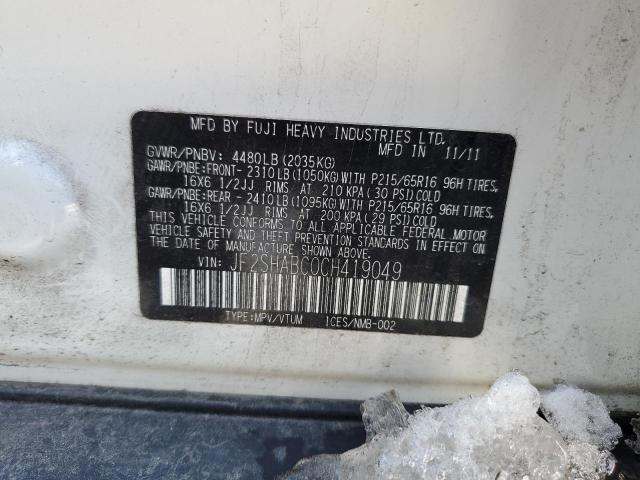 MFD BY FUJI HEAVY INDUSTRIES LTD.
MFD IN 11/11
GVWR/PNBV: 4480LB(2035KG)
GAWR/PNBE:FRONT- 2310LB(1050KG)WITH P215/65R16 96H TIRES,
16X6 1/2JJ RIMS AT 210 KPA(30 PSI)COLD
GAWR/PNBE:REAR - 2410LB(1095KG)WITH P215/65R16 96H TIRES,
16X6 1/2JJ RIMS AT 200 KPA(29 PSI)COLD
THIS VEHICLE CONFORMS TO ALL APPLICABLE FEDERAL MOTOR
VEHICLE SAFETY AND THEFT PREVENTION STANDARDS IN EFFECT ON
THE DATE OF MANUFACTURE SHOWN ABOVE.
VIN: JF2SHABC0CH419049
TYPE:MPV/VTUM ICES/NMB-002